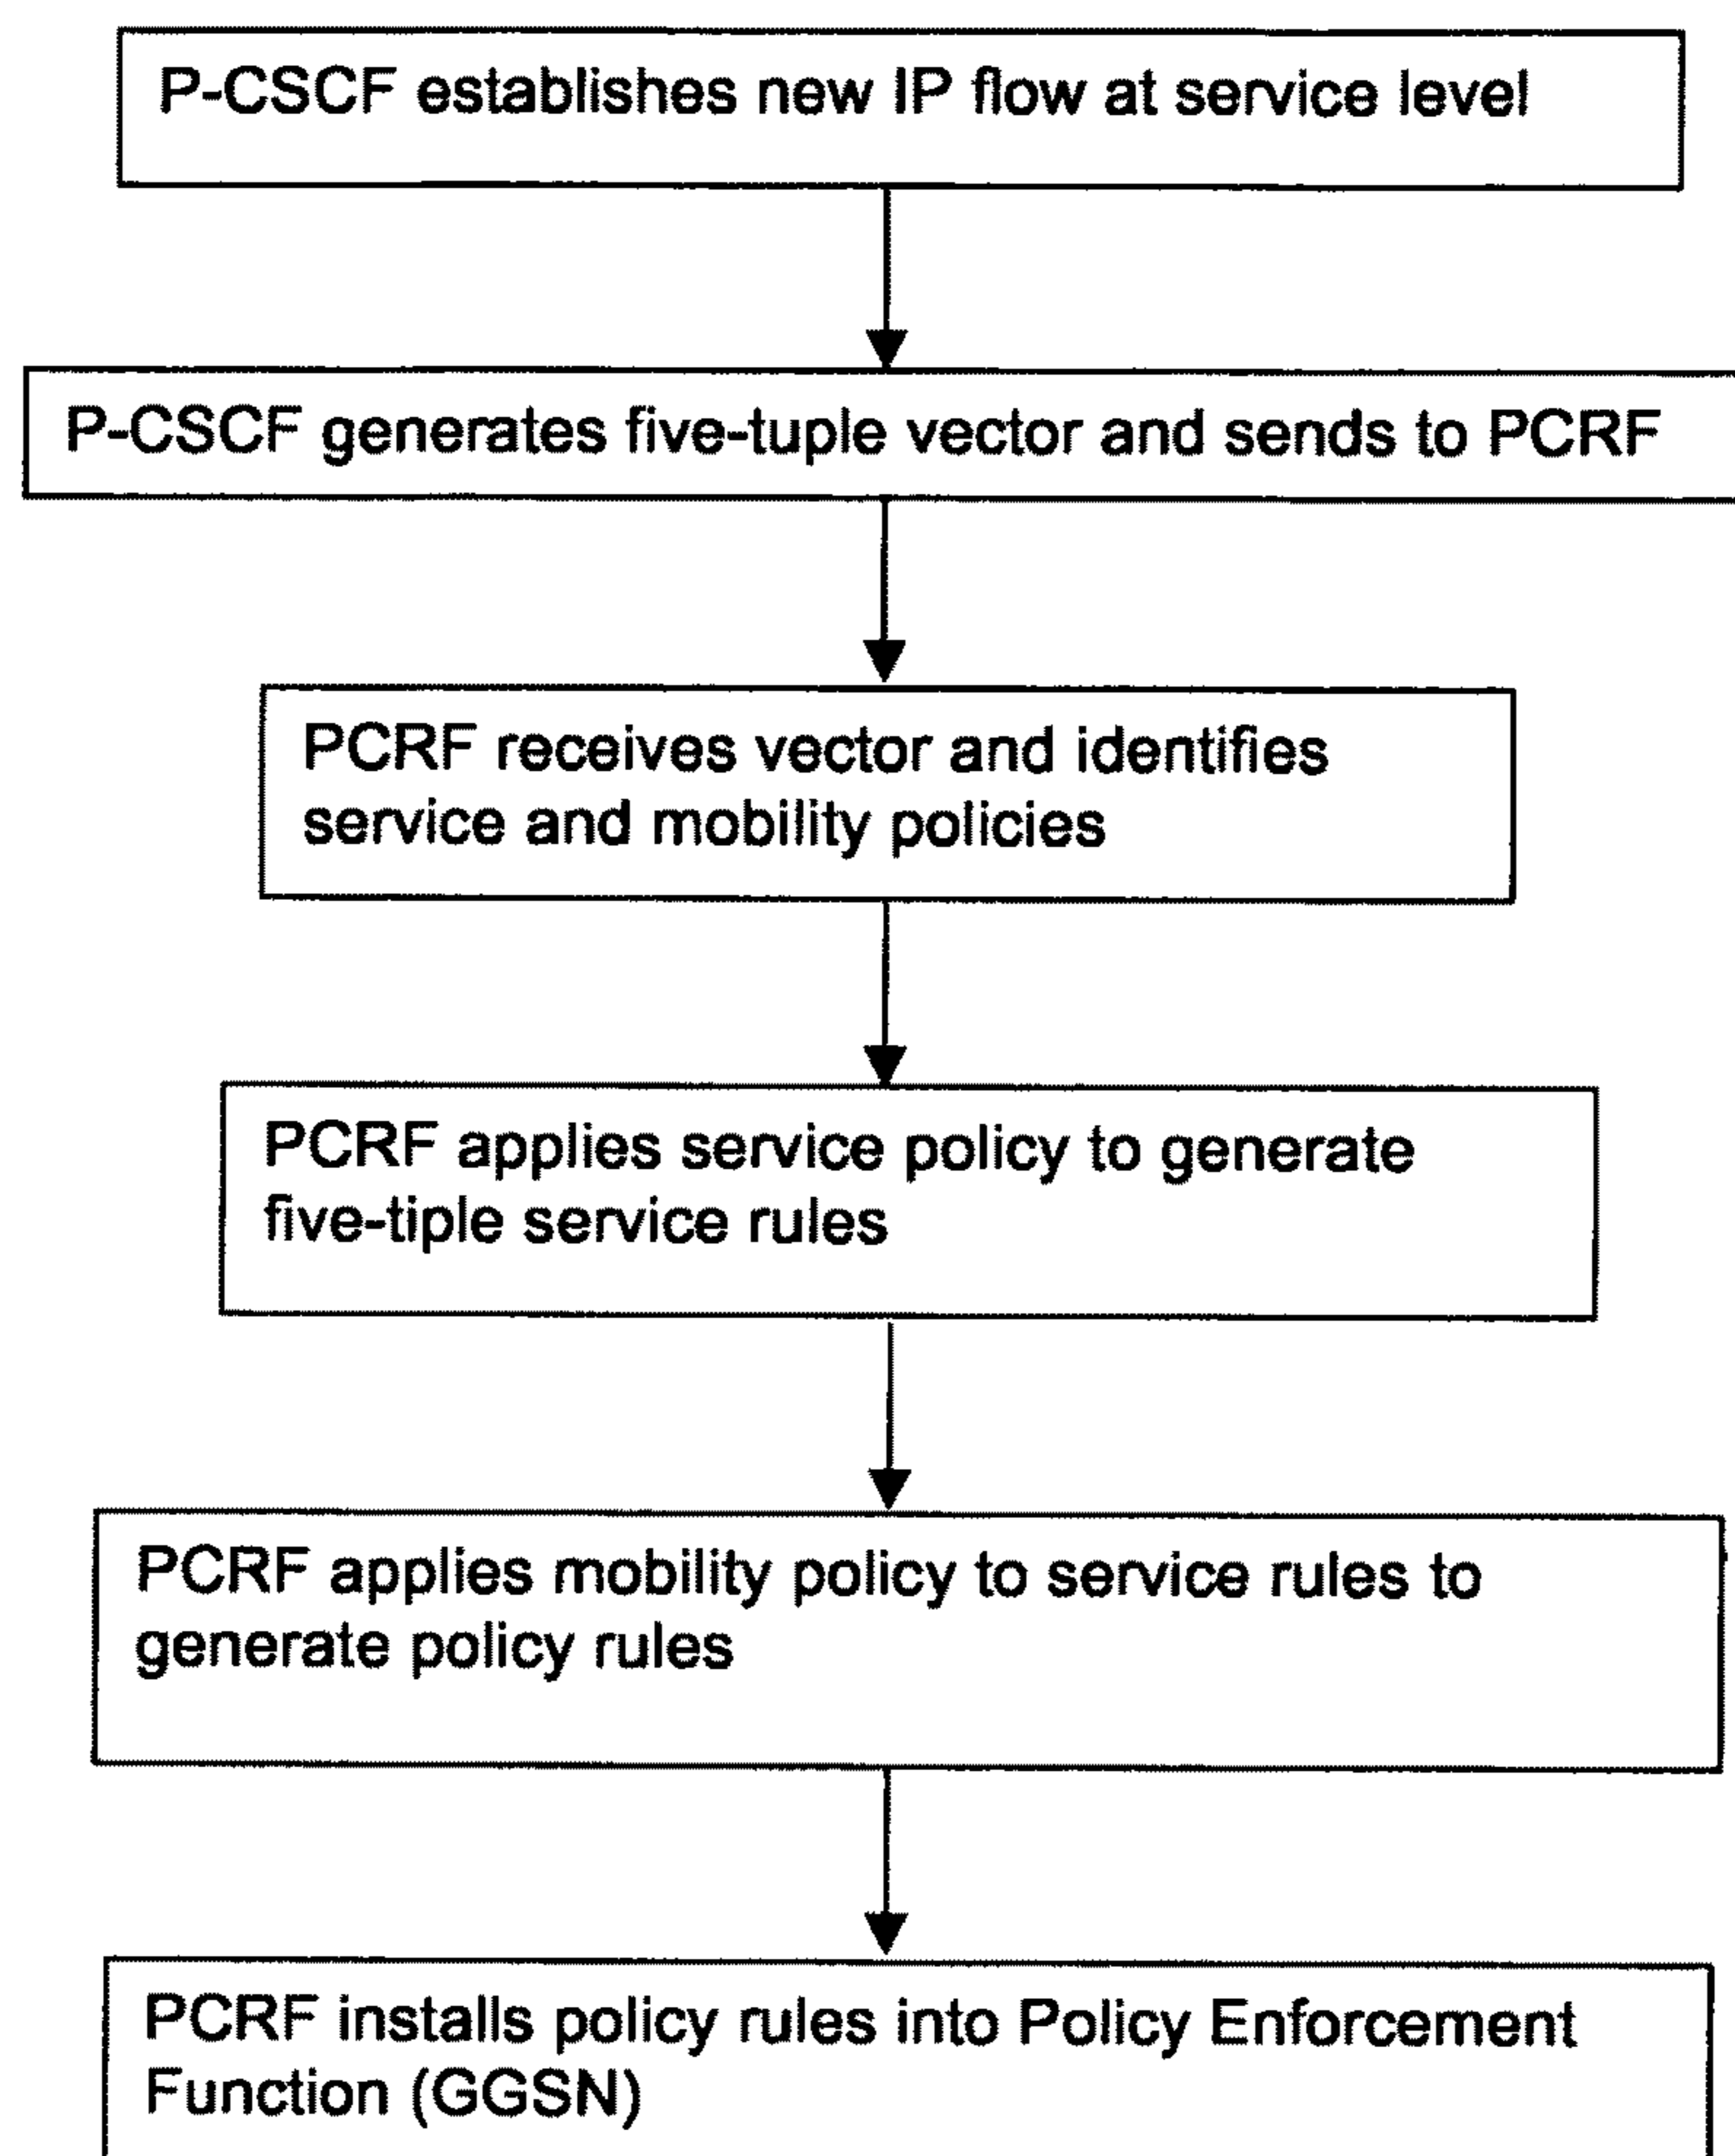 P-CSCF establishes new IP flow at service level
P-CSCF generates five-tuple vector and sends to PCRF
PCRF receives vector and identifies
service and mobility policies
PCRF applies service policy to generate
five-tiple service rules
PCRF applies mobility policy to service rules to
generate policy rules
PCRF installs policy rules into Policy Enforcement
Function (GGSN)